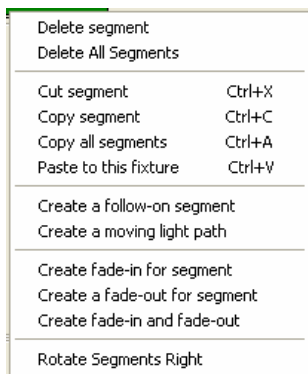 Delete segment
Delete All Segments
Cut segment Ctrl+X
Copy segment Ctrl+C
Copy all segments Ctrl+A
Paste to this fixture Ctrl+V
Create a follow-on segment
Create a moving light path
Create fade-in for segment
Create a fade-out for segment
Create fade-in and fade-out
Rotate Segments Right